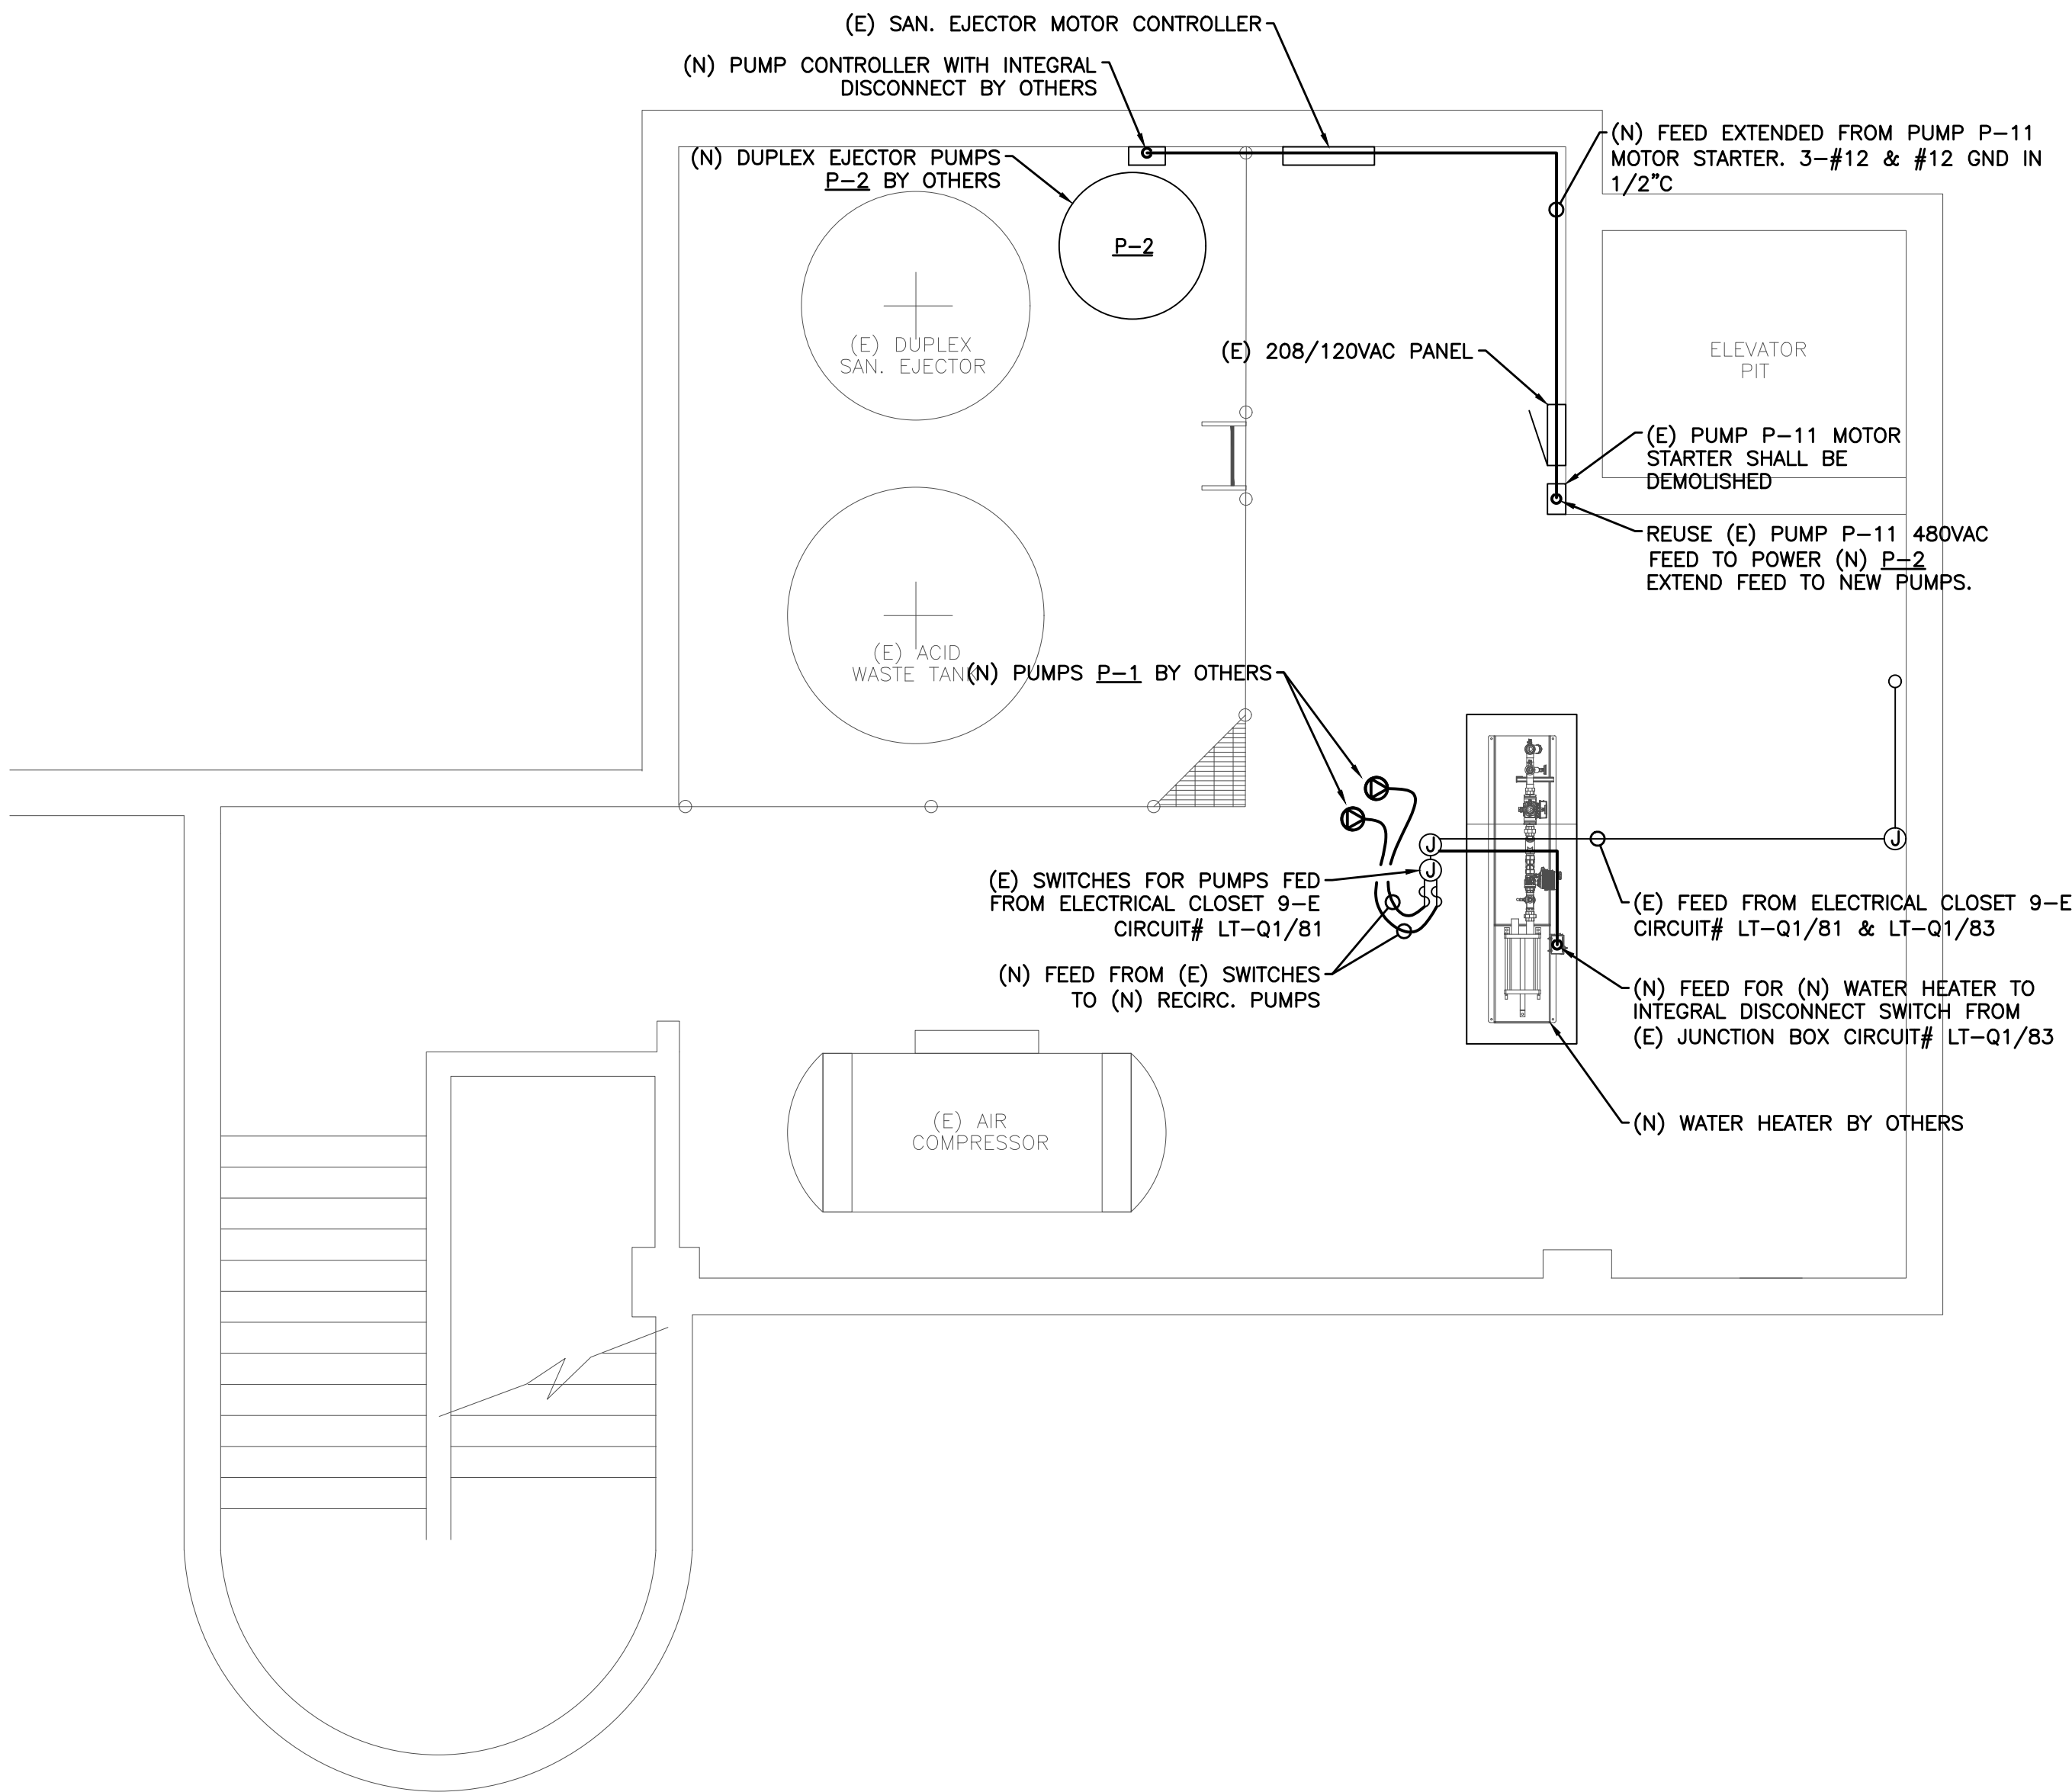 (E) SAN. EJECTOR MOTOR CONTROLLER
(N) PUMP CONTROLLER WITH INTEGRAL
DISCONNECT BY OTHERS
(N) DUPLEX EJECTOR PUMPS
P-2 BY OTHERS
(N) FEED EXTENDED FROM PUMP P-11
MOTOR STARTER. 3-#12 & #12 GND IN
1/2"C
P-2
(E) DUPLEX
SAN. EJECTOR
(E) 208/120VAC PANEL
ELEVATOR
PIT
(E) PUMP P-11 MOTOR
STARTER SHALL BE
DEMOLISHED
REUSE (E) PUMP P-11 480VAC
FEED TO POWER (N) P-2
EXTEND FEED TO NEW PUMPS.
(E) ACID
WASTE TANK
(N) PUMPS P-1 BY OTHERS
J
J
J
(E) SWITCHES FOR PUMPS FED
FROM ELECTRICAL CLOSET 9-E
CIRCUIT# LT-Q1/81
(E) FEED FROM ELECTRICAL CLOSET 9-E
CIRCUIT# LT-Q1/81 & LT-Q1/83
(N) FEED FROM (E) SWITCHES
TO (N) RECIRC. PUMPS
(N) FEED FOR (N) WATER HEATER TO
INTEGRAL DISCONNECT SWITCH FROM
(E) JUNCTION BOX CIRCUIT# LT-Q1/83
(E) AIR
COMPRESSOR
(N) WATER HEATER BY OTHERS